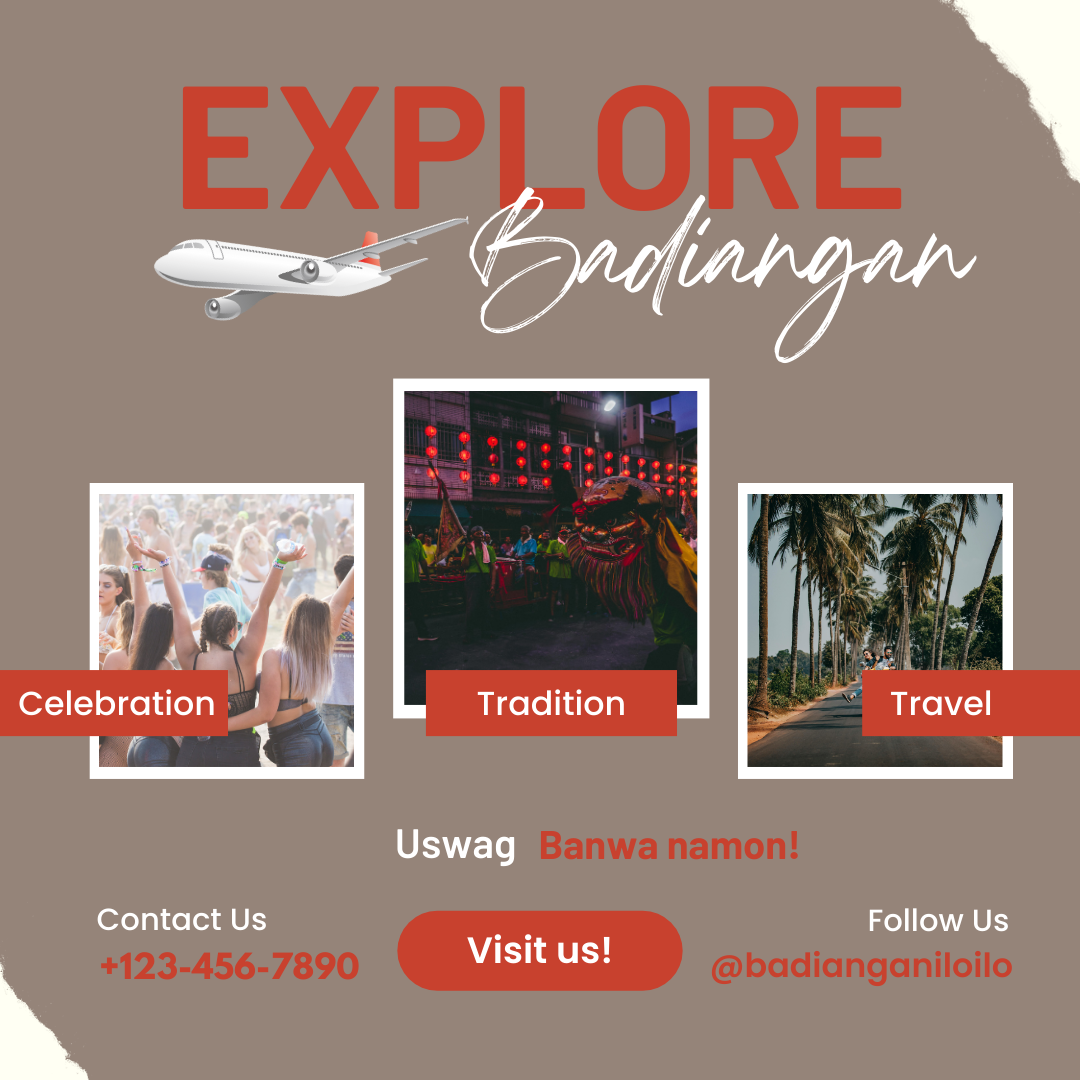 EXPLORE
Badiangan
Celebration
Tradition
Travel
Uswag Banwa namon!
Contact Us
+123-456-7890
Visit us!
Follow Us
@badianganiloilo